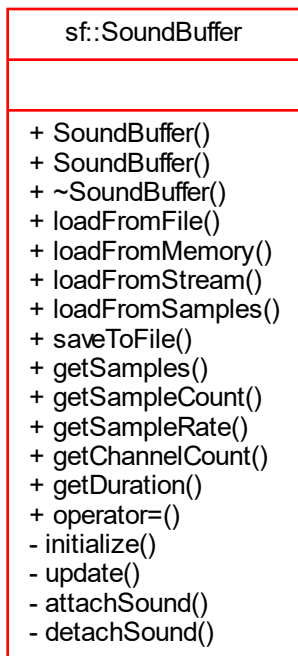 sf::SoundBuffer
+ SoundBuffer()
+ SoundBuffer()
+ ~SoundBuffer()
+ loadFromFile()
+ loadFromMemory()
+ loadFromStream()
+ loadFromSamples()
+ saveToFile()
+ getSamples()
+ getSampleCount()
+ getSampleRate()
+ getChannelCount()
+ getDuration()
+ operator=()
- initialize()
- update()
- attachSound()
- detachSound()